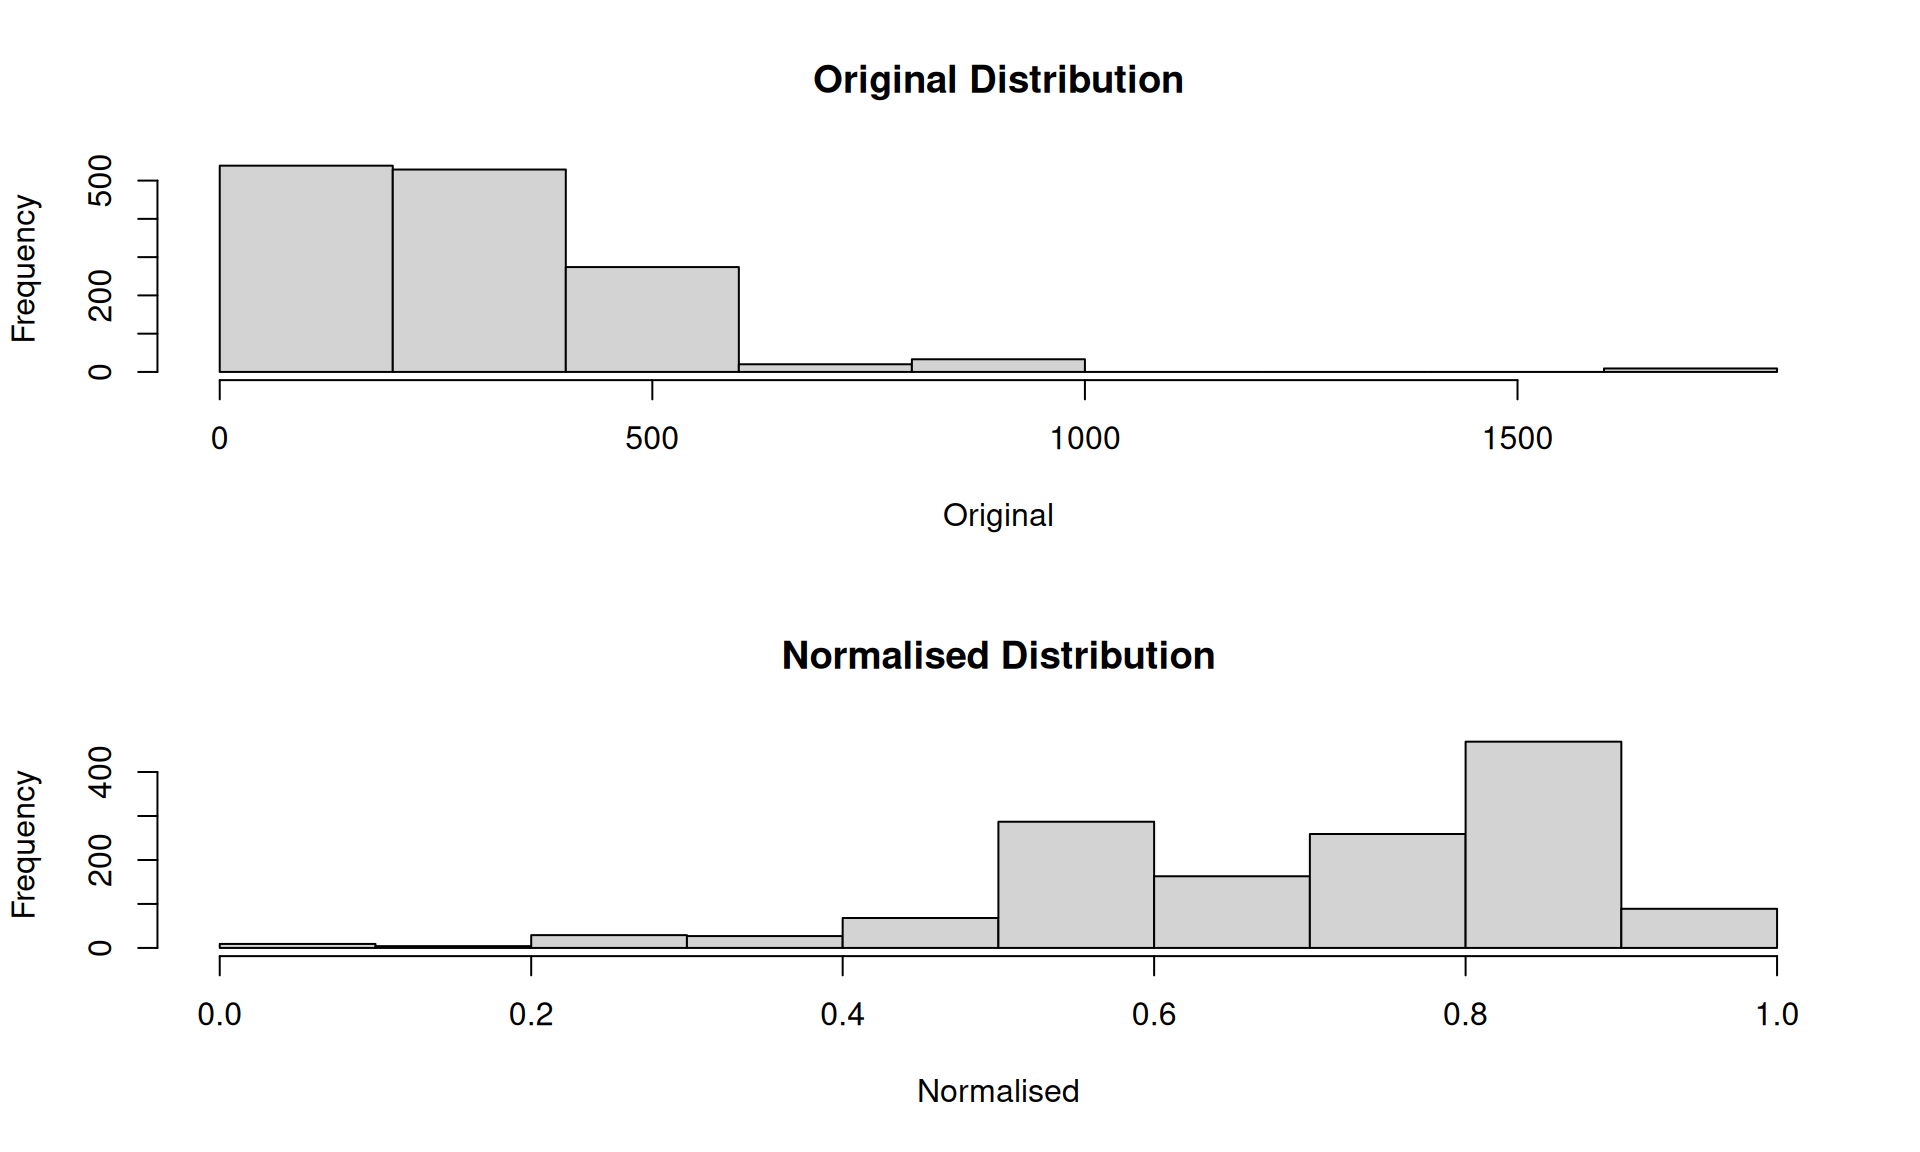 Original Distribution
Frequency
500
200
0
0 500 1000 1500
Original
Normalised Distribution
Frequency
400
200
0
0.0 0.2 0.4 0.6 0.8 1.0
Normalised